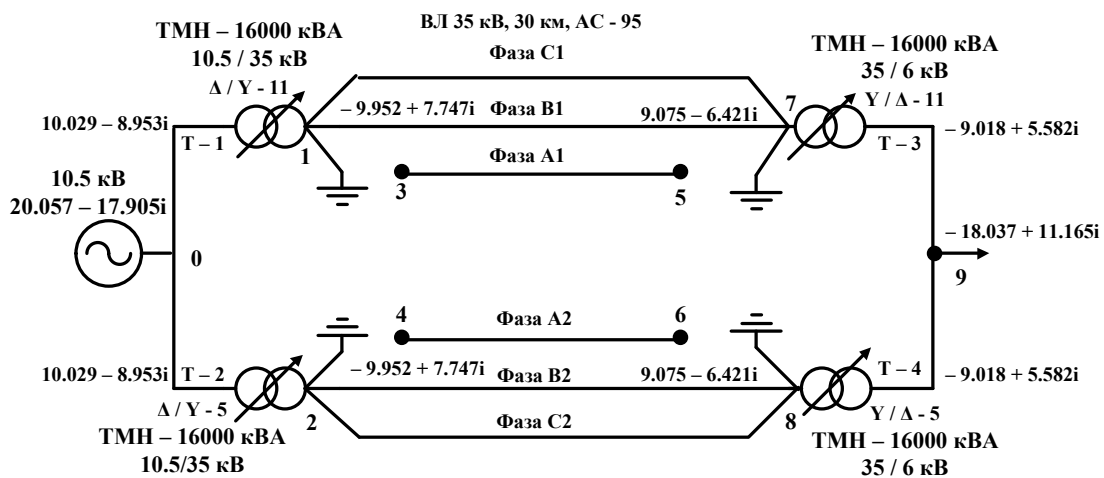 ВЛ 35 кВ, 30 км, АС - 95
ТМН – 16000 кВА
10.5 / 35 кВ
Δ / Y - 11
Фаза С1
ТМН – 16000 кВА
35 / 6 кВ
Y / Δ - 11
– 9.952 + 7.747i
Фаза В1
9.075 – 6.421i
7
10.029 – 8.953i
Т – 1
1
Т – 3
– 9.018 + 5.582i
Фаза А1
3
5
10.5 кВ
20.057 – 17.905i
0
– 18.037 + 11.165i
9
4
Фаза А2
6
10.029 – 8.953i
Т – 2
– 9.952 + 7.747i
Фаза В2
9.075 – 6.421i
Т – 4
– 9.018 + 5.582i
Δ / Y - 5
2
Фаза С2
8
Y / Δ - 5
ТМН – 16000 кВА
10.5/35 кВ
ТМН – 16000 кВА
35 / 6 кВ